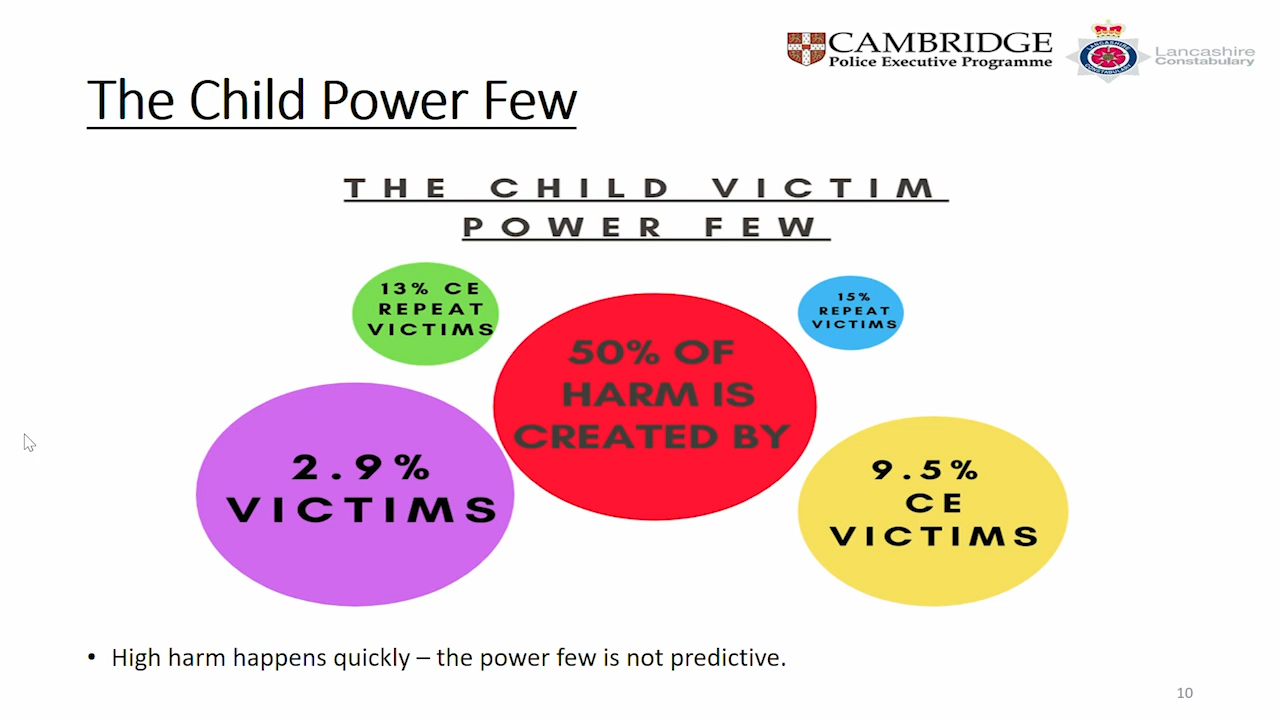 CAMBRIDGE
Police Executive Programme
LANCASHIRE
CONSTABULARY
Lancashire
Constabulary
The Child Power Few
THE CHILD VICTIM
POWER FEW
13% CE
REPEAT
VICTIMS
15%
REPEAT
VICTIMS
50% OF
HARM IS
CREATED BY
2.9%
VICTIMS
9.5%
CE
VICTIMS
• High harm happens quickly – the power few is not predictive.
10